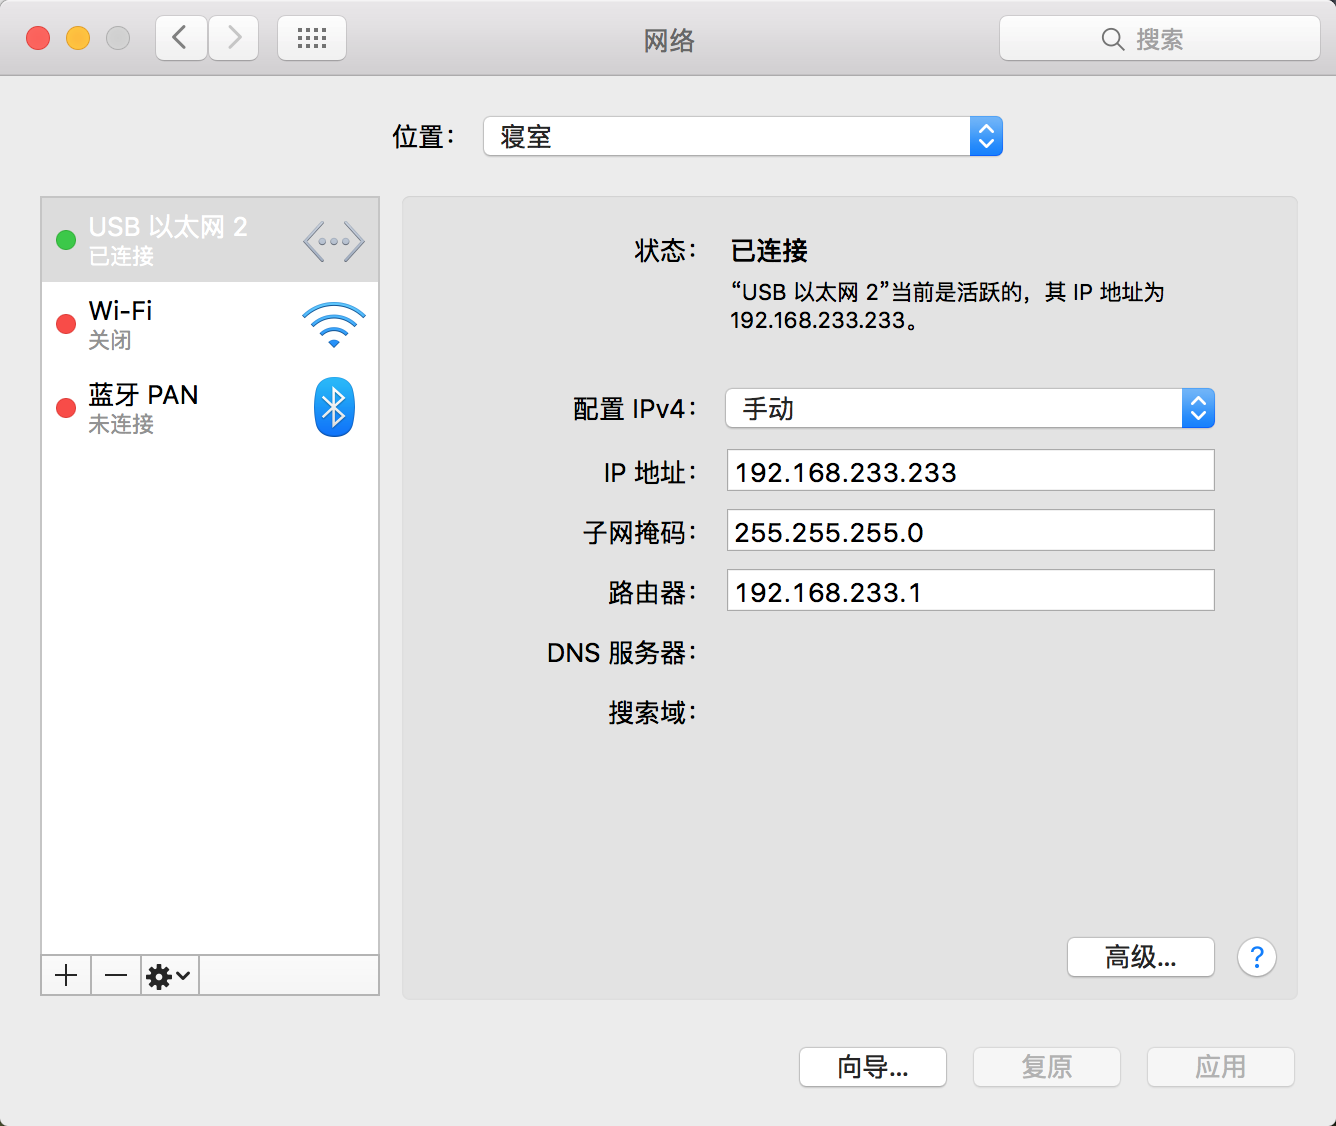 网络
搜索
位置：
寝室
USB 以太网 2
已连接
Wi-Fi
关闭
蓝牙 PAN
未连接
状态：
已连接
“USB 以太网 2”当前是活跃的，其 IP 地址为
192.168.233.233。
配置 IPv4：
手动
IP 地址：
192.168.233.233
子网掩码：
255.255.255.0
路由器：
192.168.233.1
DNS 服务器：
搜索域：
高级...
?
向导...
复原
应用